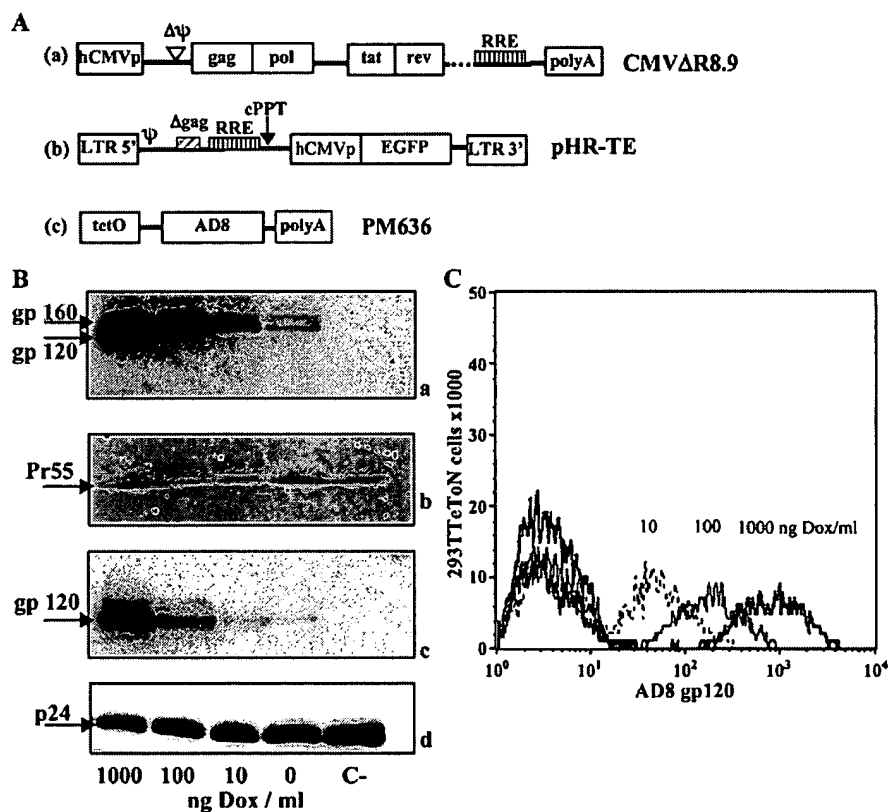 A
(a) hCMVp Δψ gag pol tat rev ... RRE polyA CMVΔR8.9
(b) LTR 5' ψ Δgag RRE cPPT hCMVp EGFP LTR 3' pHR-TE
(c) tetO AD8 polyA PM636
B
gp 160
gp 120
a
Pr55
b
gp 120
c
p24
d
1000 100 10 0 C-
ng Dox / ml
C
293TTeToN cells x1000
50
40
30
20
10
0
10 100 1000 ng Dox/ml
10⁰ 10¹ 10² 10³ 10⁴
AD8 gp120